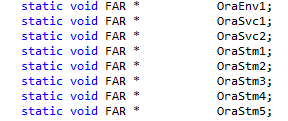 static void FAR * OraEnv1;
static void FAR * OraSvc1;
static void FAR * OraSvc2;
static void FAR * OraStm1;
static void FAR * OraStm2;
static void FAR * OraStm3;
static void FAR * OraStm4;
static void FAR * OraStm5;